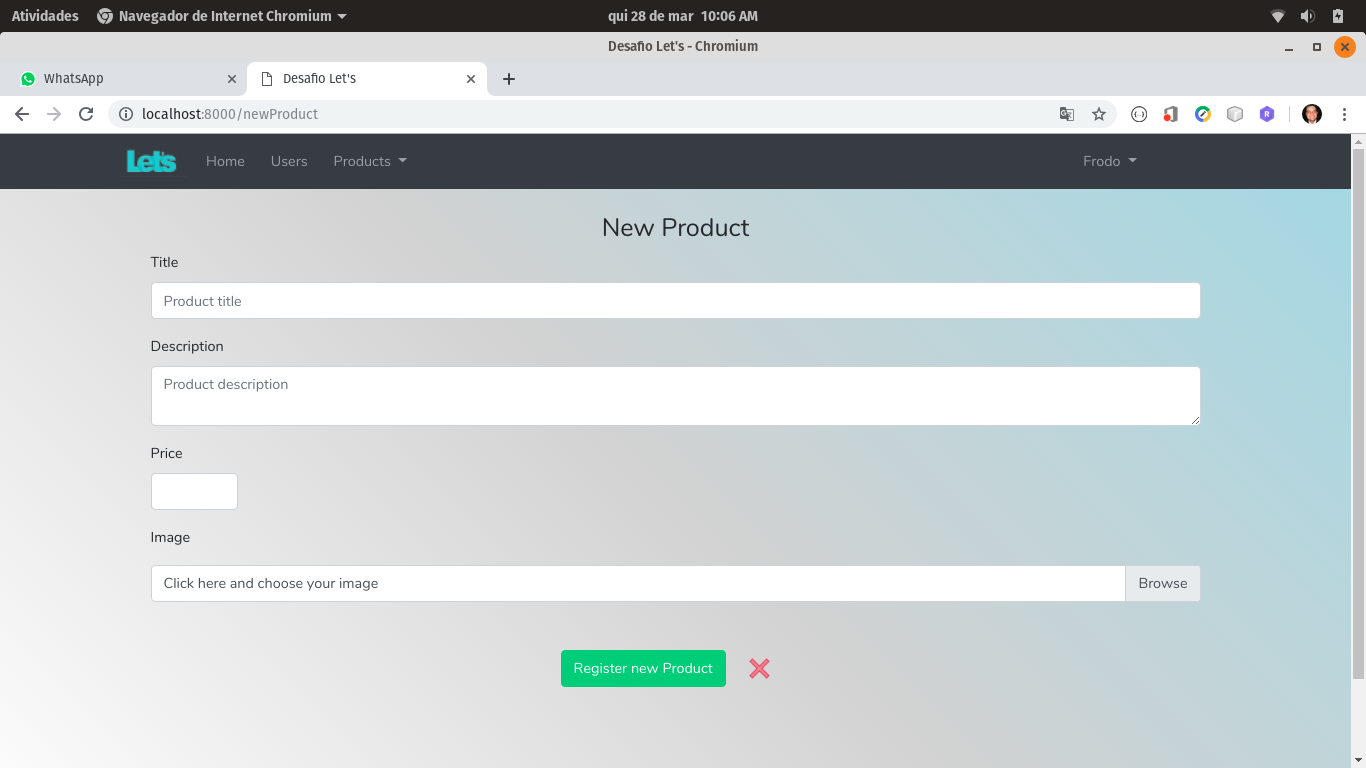 Atividades Navegador de Internet Chromium qui 28 de mar 10:06 AM
Desafio Let's - Chromium
WhatsApp Desafio Let's
localhost:8000/newProduct
Let's Home Users Products Frodo
New Product
Title
Product title
Description
Product description
Price
Image
Click here and choose your image Browse
Register new Product